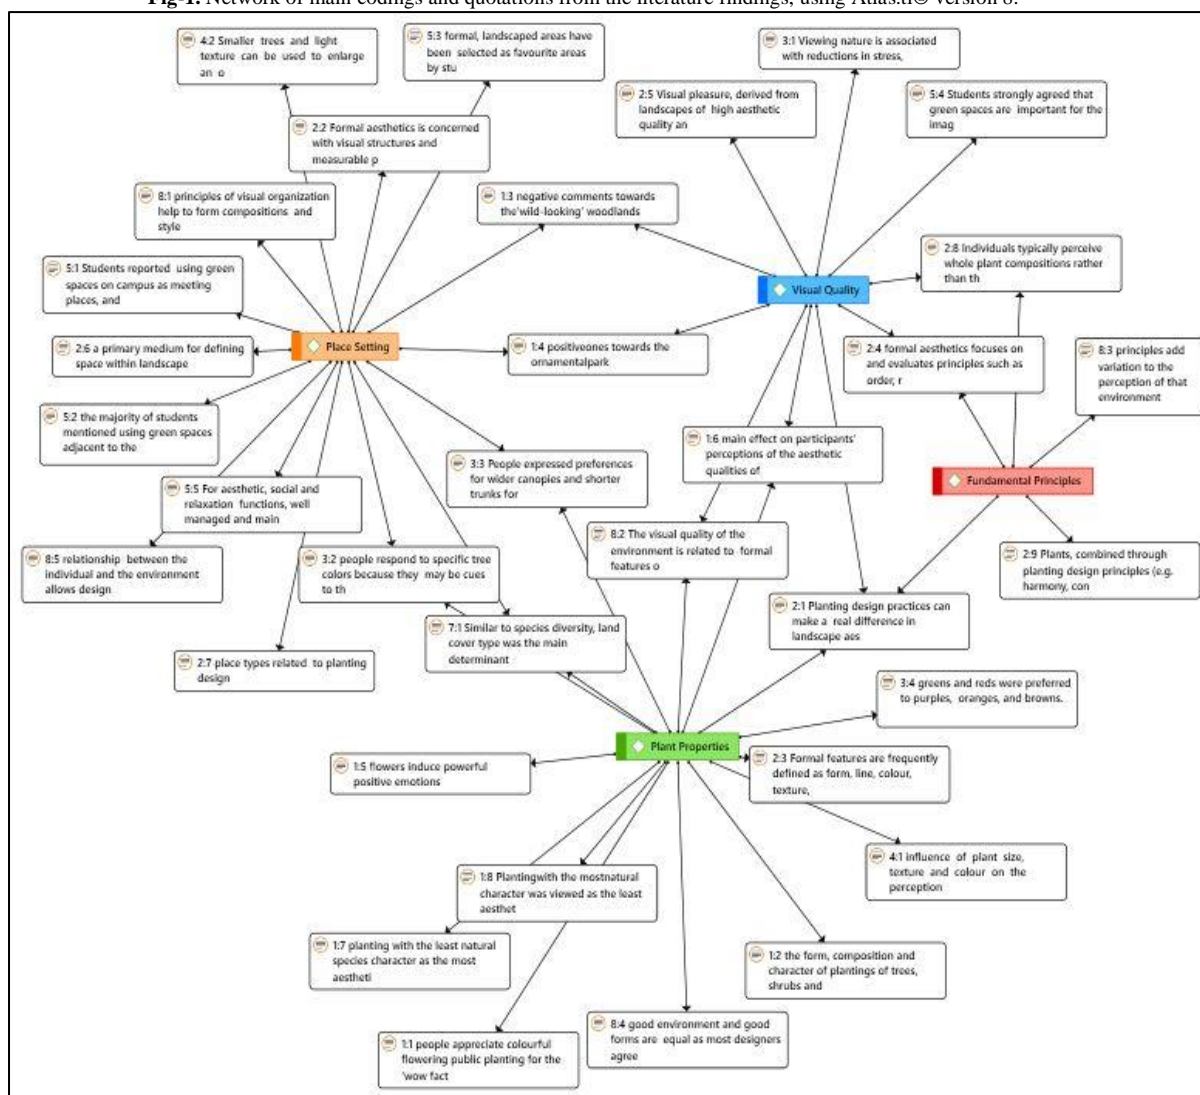 Fig-1. Network of main codings and quotations from the literature findings, using Atlas.ti© version 8.
4:2 Smaller trees and light
texture can be used to enlarge
an o
5:3 formal, landscaped areas have
been selected as favourite areas
by stu
3:1 Viewing nature is associated
with reductions in stress,
2:5 Visual pleasure, derived from
landscapes of high aesthetic
quality an
5:4 Students strongly agreed that
green spaces are important for the
imag
2:2 Formal aesthetics is concerned
with visual structures and
measurable p
8:1 principles of visual organization
help to form compositions and
style
1:3 negative comments towards
the'wild-looking' woodlands
2:8 Individuals typically perceive
whole plant compositions rather
than th
5:1 Students reported using green
spaces on campus as meeting
places, and
Visual Quality
Place Setting
2:6 a primary medium for defining
space within landscape
1:4 positiveones towards the
ornamentalpark
2:4 formal aesthetics focuses on
and evaluates principles such as
order, r
8:3 principles add
variation to the
perception of that
environment
5:2 the majority of students
mentioned using green spaces
adjacent to the
1:6 main effect on participants'
perceptions of the aesthetic
qualities of
3:3 People expressed preferences
for wider canopies and shorter
trunks for
Fundamental Principles
5:5 For aesthetic, social and
relaxation functions, well
managed and main
8:2 The visual quality of the
environment is related to formal
features o
8:5 relationship between the
individual and the environment
allows design
3:2 people respond to specific tree
colors because they may be cues
to th
2:9 Plants, combined through
planting design principles (e.g.
harmony, con
2:1 Planting design practices can
make a real difference in
landscape aes
7:1 Similar to species diversity, land
cover type was the main
determinant
2:7 place types related to planting
design
3:4 greens and reds were preferred
to purples, oranges, and browns.
Plant Properties
1:5 flowers induce powerful
positive emotions
2:3 Formal features are frequently
defined as form, line, colour,
texture,
4:1 influence of plant size,
texture and colour on the
perception
1:8 Plantingwith the mostnatural
character was viewed as the least
aesthet
1:7 planting with the least natural
species character as the most
aestheti
1:2 the form, composition and
character of plantings of trees,
shrubs and
8:4 good environment and good
forms are equal as most designers
agree
1:1 people appreciate colourful
flowering public planting for the
'wow fact